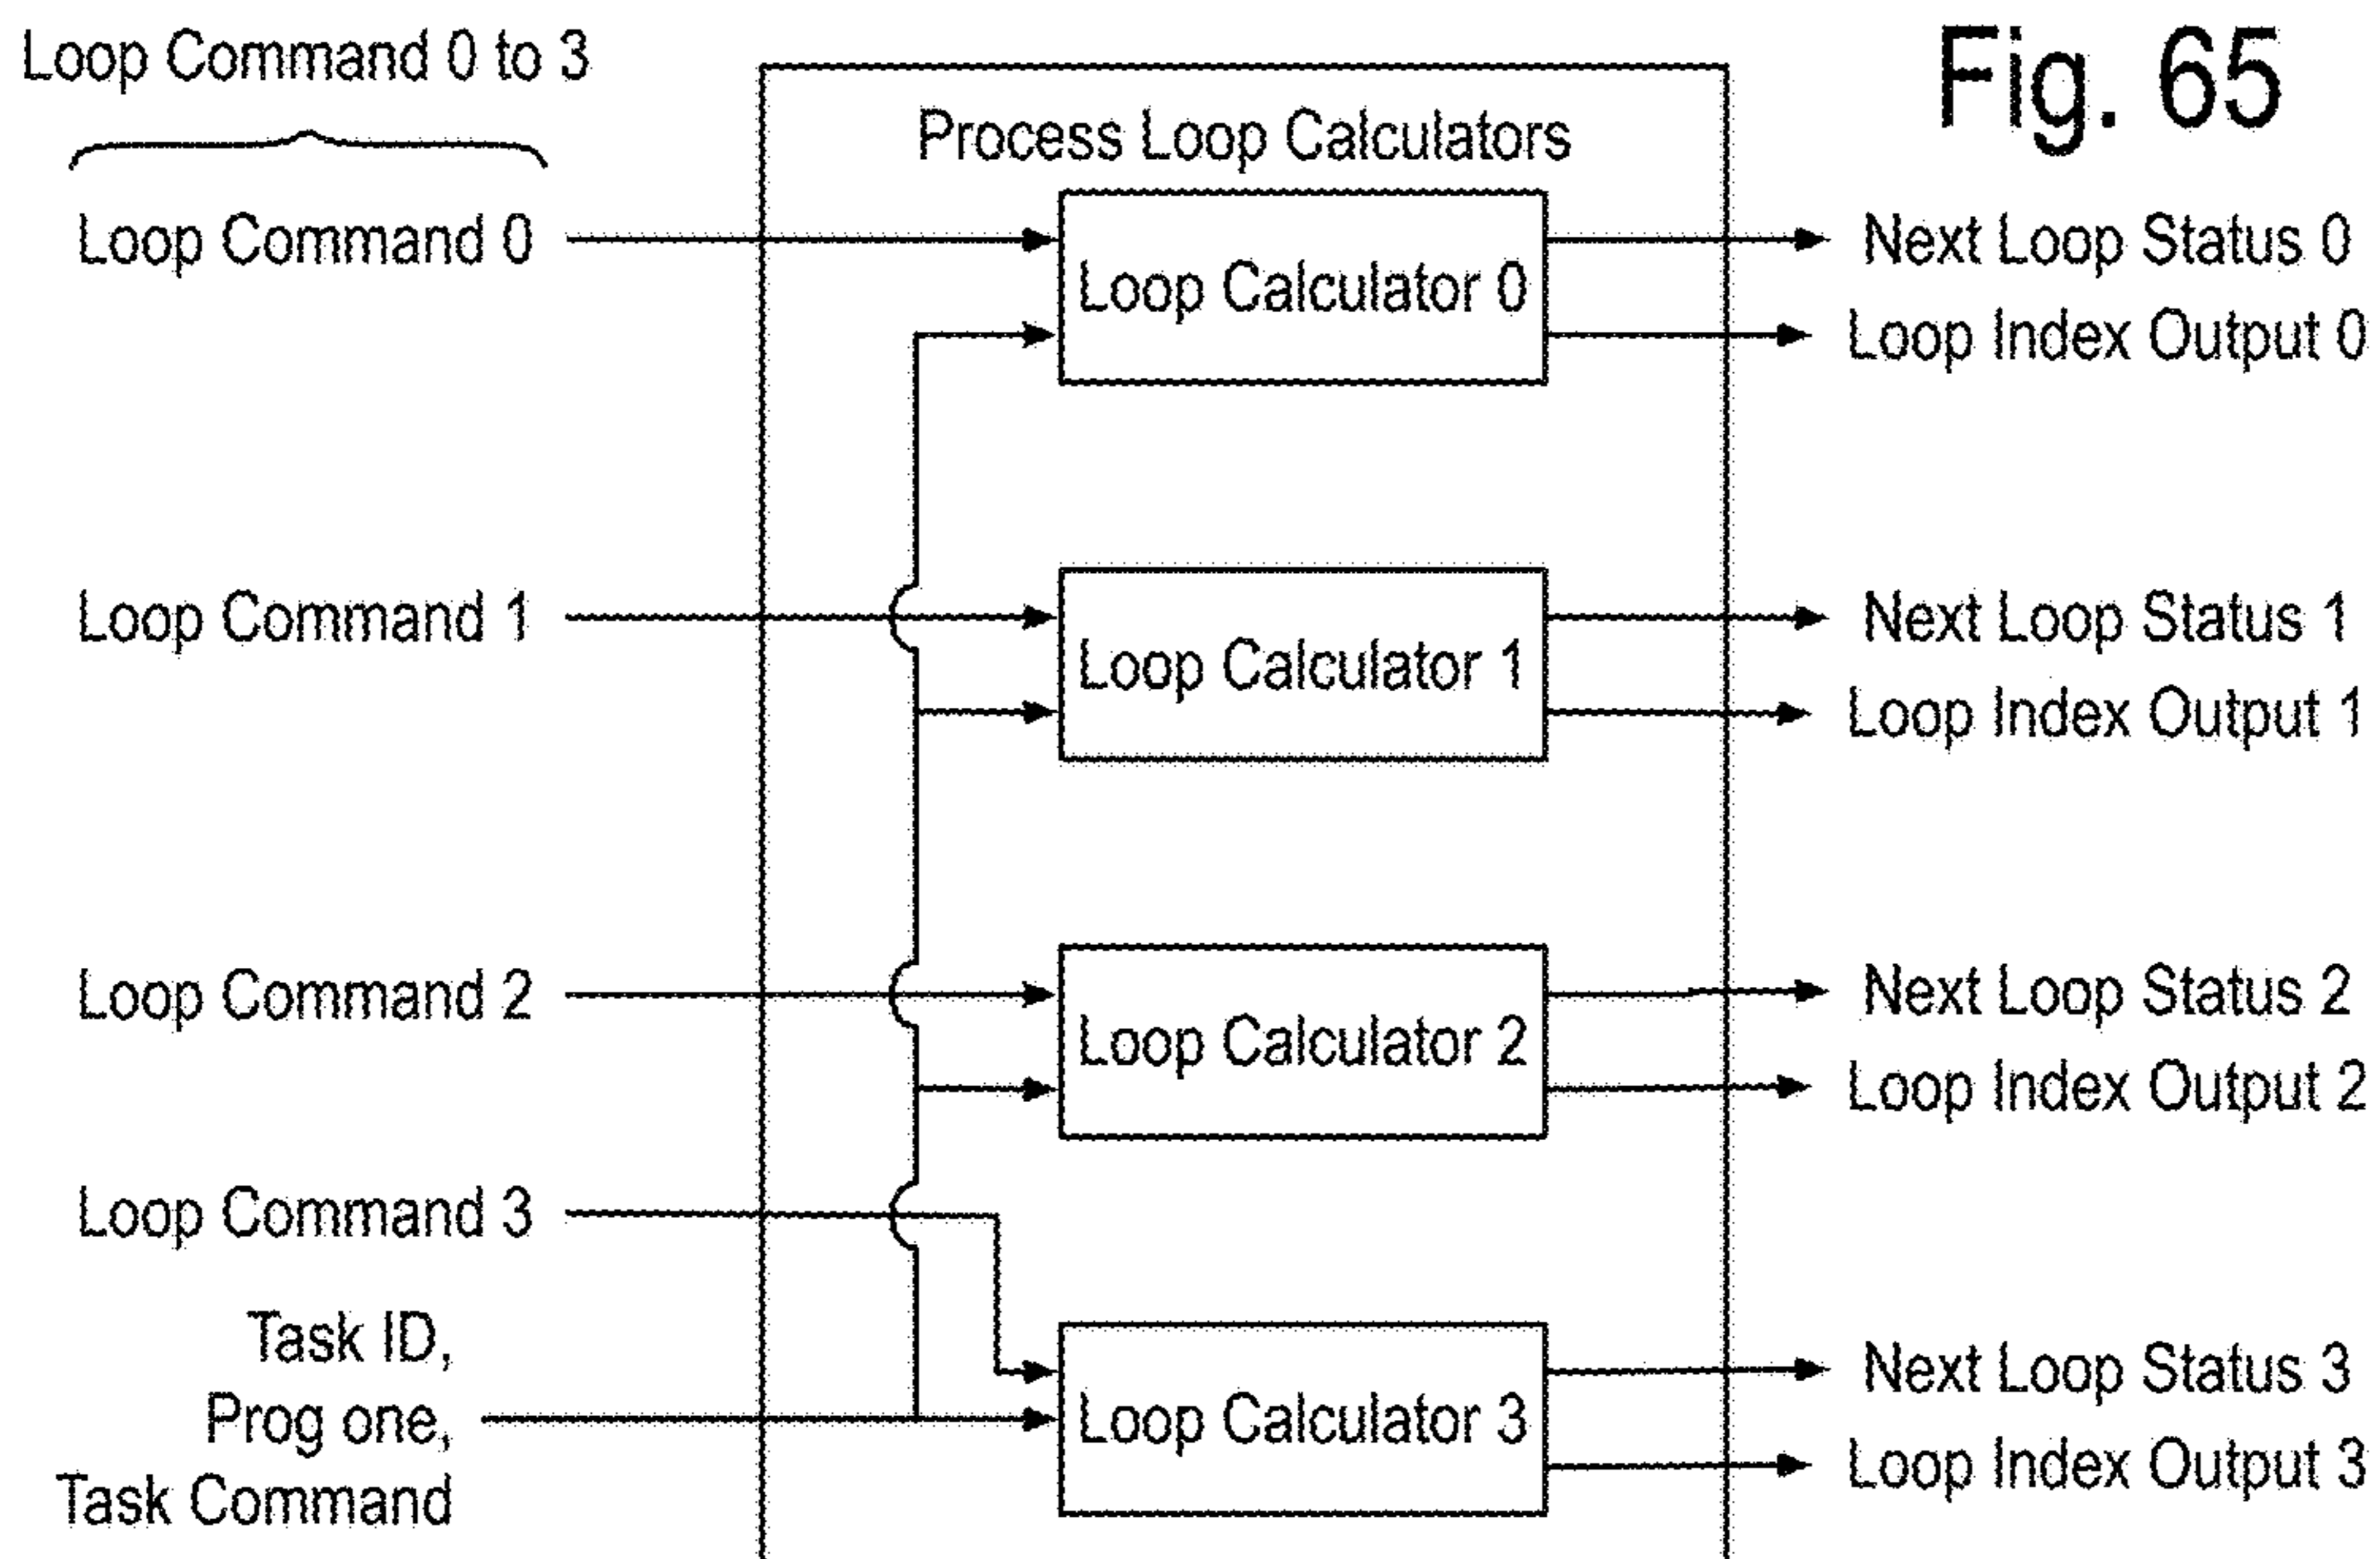 Loop Command 0 to 3
Fig. 65
Process Loop Calculators
Loop Command 0
Loop Calculator 0
Next Loop Status 0
Loop Index Output 0
Loop Command 1
Loop Calculator 1
Next Loop Status 1
Loop Index Output 1
Loop Command 2
Loop Calculator 2
Next Loop Status 2
Loop Index Output 2
Loop Command 3
Task ID,
Prog one,
Task Command
Loop Calculator 3
Next Loop Status 3
Loop Index Output 3